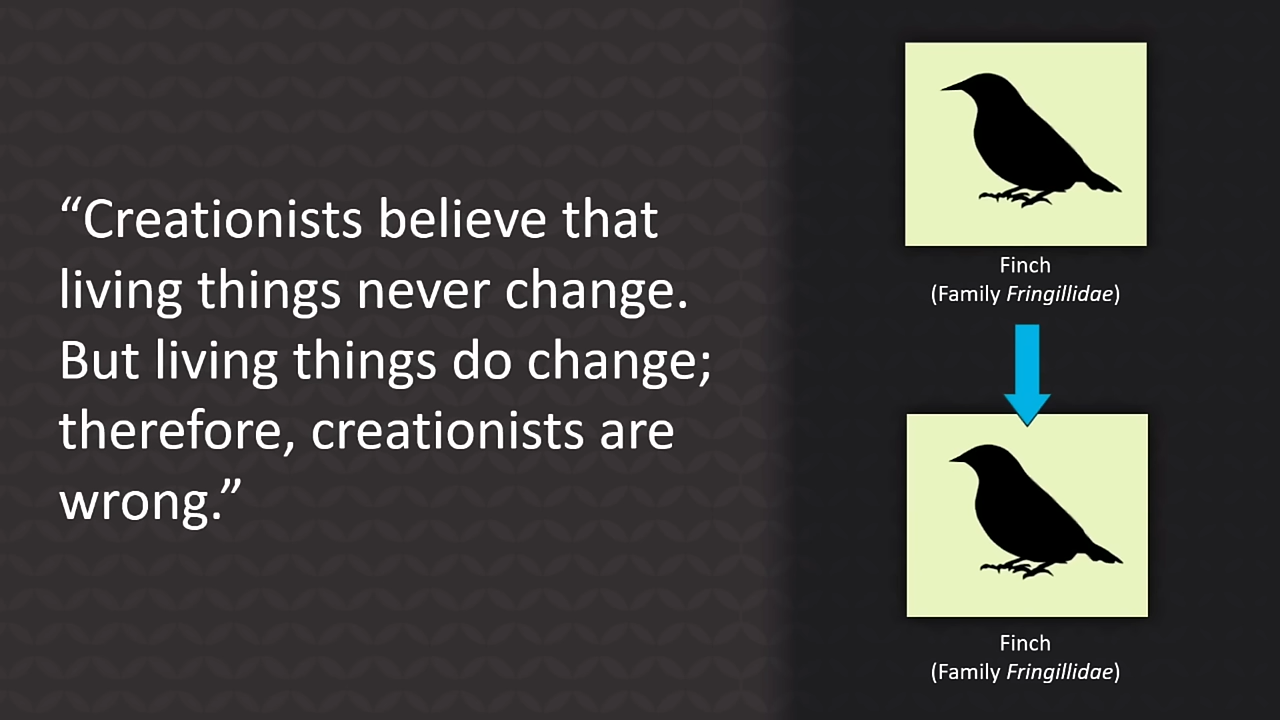 “Creationists believe that
living things never change.
But living things do change;
therefore, creationists are
wrong.”
Finch
(Family Fringillidae)
Finch
(Family Fringillidae)